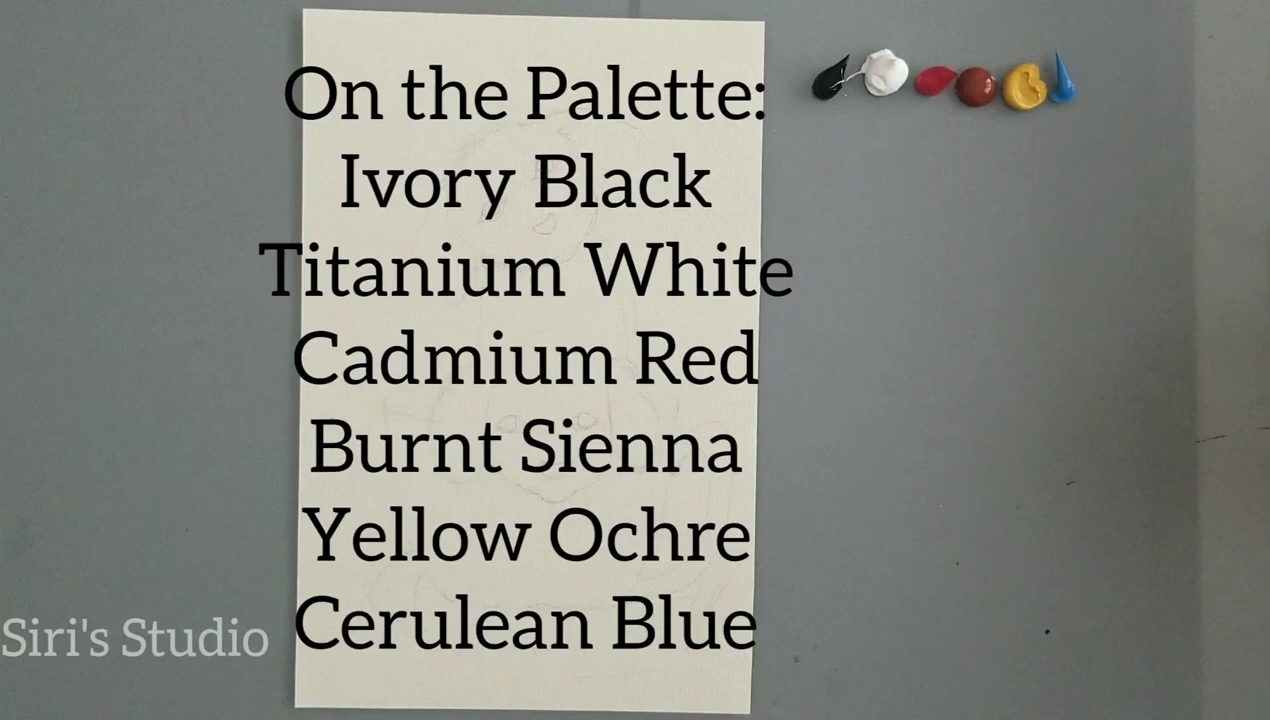 On the Palette:
Ivory Black
Titanium White
Cadmium Red
Burnt Sienna
Yellow Ochre
Cerulean Blue
Siri's Studio